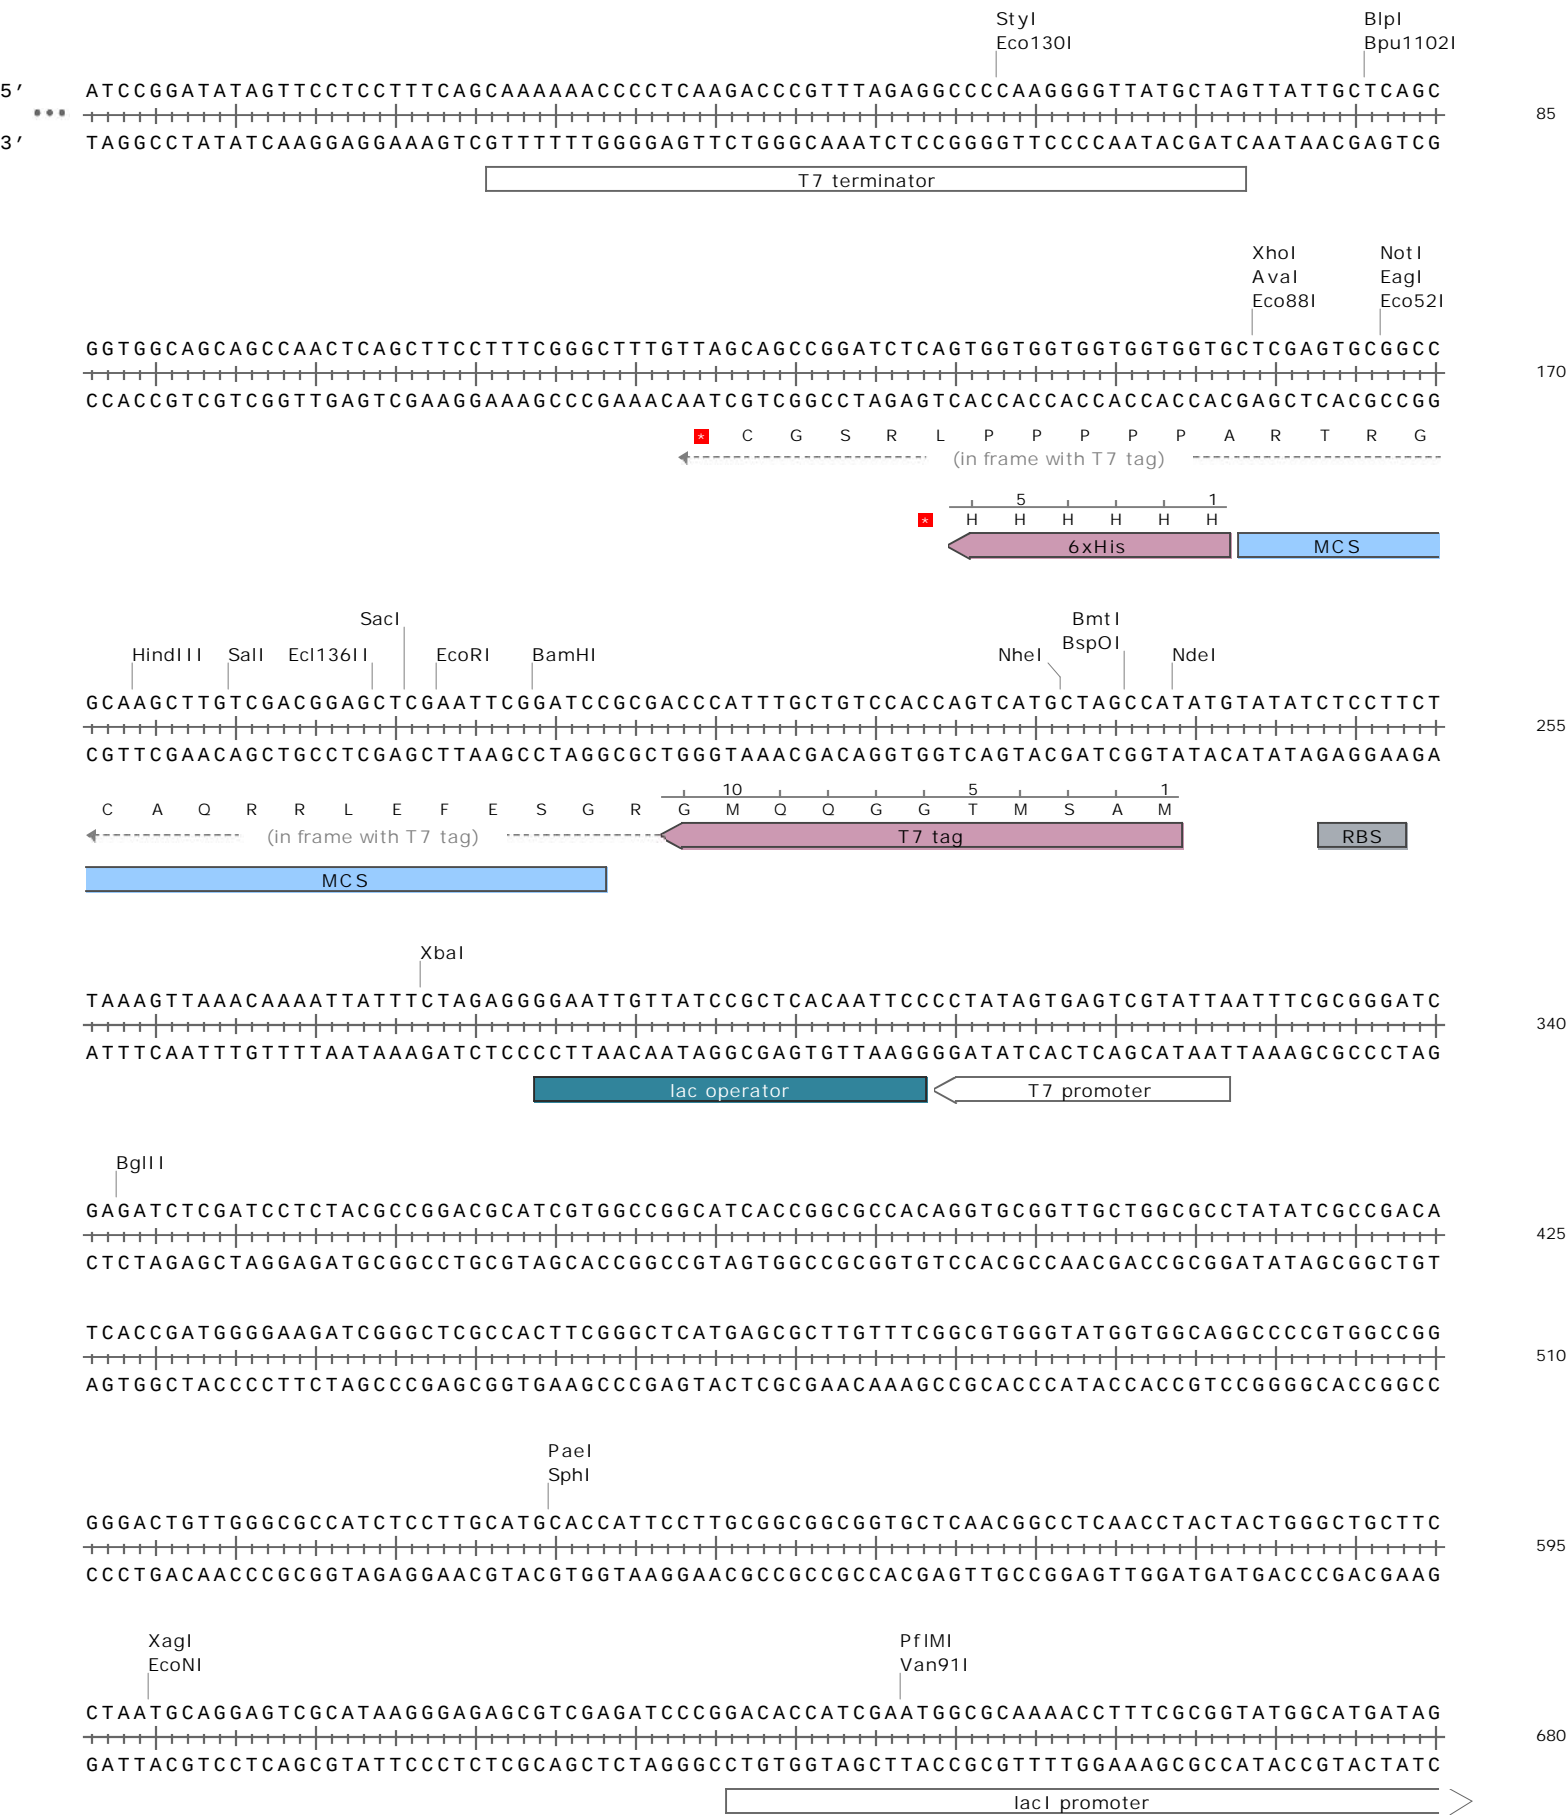 StyI BlpI
Eco130I Bpu1102I
5′ ATCCGGATATAGTTCCTCCTTTCAGCAAAAAACCCCTCAAGACCCGTTTAGAGGCCCCAAGGGGTTATGCTAGTTATTGCTCAGC
••• 85
3′ TAGGCCTATATCAAGGAGGAAAGTCGTTTTTTGGGGAGTTCTGGGCAAATCTCCGGGGTTCCCCAATACGATCAATAACGAGTCG
T7 terminator
XhoI NotI
AvaI EagI
Eco88I Eco52I
GGTGGCAGCAGCCAACTCAGCTTCCTTTCGGGCTTTGTTAGCAGCCGGATCTCAGTGGTGGTGGTGGTGGTGCTCGAGTGCGGCC
170
CCACCGTCGTCGGTTGAGTCGAAGGAAAGCCCGAAACAATCGTCGGCCTAGAGTCACCACCACCACCACCACGAGCTCACGCCGG
* C G S R L P P P P P A R T R G
(in frame with T7 tag)
5 1
* H H H H H H
6xHis MCS
SacI BmtI
BspOI
HindIII SalI Ecl136II EcoRI BamHI NheI NdeI
GCAAGCTTGTCGACGGAGCTCGAATTCGGATCCGCGACCCATTTGCTGTCCACCAGTCATGCTAGCCATATGTATATCTCCTTCT
255
CGTTCGAACAGCTGCCTCGAGCTTAAGCCTAGGCGCTGGGTAAACGACAGGTGGTCAGTACGATCGGTATACATATAGAGGAAGA
10 5 1
C A Q R R L E F E S G R G M Q Q G G T M S A M
(in frame with T7 tag) T7 tag RBS
MCS
XbaI
TAAAGTTAAACAAAATTATTTCTAGAGGGGAATTGTTATCCGCTCACAATTCCCCTATAGTGAGTCGTATTAATTTCGCGGGATC
340
ATTTCAATTTGTTTTAATAAAGATCTCCCCTTAACAATAGGCGAGTGTTAAGGGGATATCACTCAGCATAATTAAAGCGCCCTAG
lac operator T7 promoter
BglII
GAGATCTCGATCCTCTACGCCGGACGCATCGTGGCCGGCATCACCGGCGCCACAGGTGCGGTTGCTGGCGCCTATATCGCCGACA
425
CTCTAGAGCTAGGAGATGCGGCCTGCGTAGCACCGGCCGTAGTGGCCGCGGTGTCCACGCCAACGACCGCGGATATAGCGGCTGT
TCACCGATGGGGAAGATCGGGCTCGCCACTTCGGGCTCATGAGCGCTTGTTTCGGCGTGGGTATGGTGGCAGGCCCCGTGGCCGG
510
AGTGGCTACCCCTTCTAGCCCGAGCGGTGAAGCCCGAGTACTCGCGAACAAAGCCGCACCCATACCACCGTCCGGGGCACCGGCC
PaeI
SphI
GGGACTGTTGGGCGCCATCTCCTTGCATGCACCATTCCTTGCGGCGGCGGTGCTCAACGGCCTCAACCTACTACTGGGCTGCTTC
595
CCCTGACAACCCGCGGTAGAGGAACGTACGTGGTAAGGAACGCCGCCGCCACGAGTTGCCGGAGTTGGATGATGACCCGACGAAG
XagI PflMI
EcoNI Van91I
CTAATGCAGGAGTCGCATAAGGGAGAGCGTCGAGATCCCGGACACCATCGAATGGCGCAAAACCTTTCGCGGTATGGCATGATAG
680
GATTACGTCCTCAGCGTATTCCCTCTCGCAGCTCTAGGGCCTGTGGTAGCTTACCGCGTTTTGGAAAGCGCCATACCGTACTATC
lacI promoter